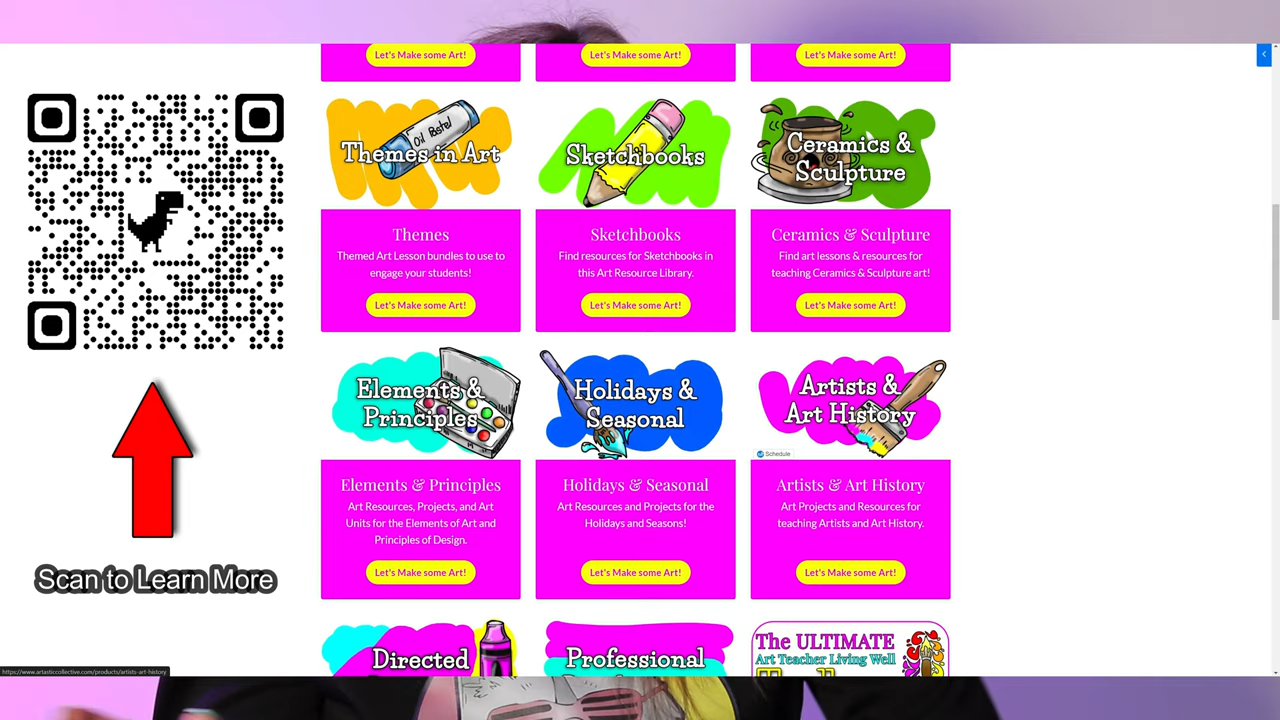 Let's Make some Art!
Let's Make some Art!
Let's Make some Art!
Oil Pastel
Themes in Art
Sketchbooks
Ceramics &
Sculpture
Themes
Themed Art Lesson bundles to use to
engage your students!
Let's Make some Art!
Sketchbooks
Find resources for Sketchbooks in
this Art Resource Library.
Let's Make some Art!
Ceramics & Sculpture
Find art lessons & resources for
teaching Ceramics & Sculpture art!
Let's Make some Art!
Elements &
Principles
Holidays &
Seasonal
Artists &
Art History
Schedule
Elements & Principles
Art Resources, Projects, and Art
Units for the Elements of Art and
Principles of Design.
Let's Make some Art!
Holidays & Seasonal
Art Resources and Projects for the
Holidays and Seasons!
Let's Make some Art!
Artists & Art History
Art Projects and Resources for
teaching Artists and Art History.
Let's Make some Art!
Scan to Learn More
Directed
Professional
The ULTIMATE
Art Teacher Living Well
https://www.artasticcollective.com/products/artists-art-history